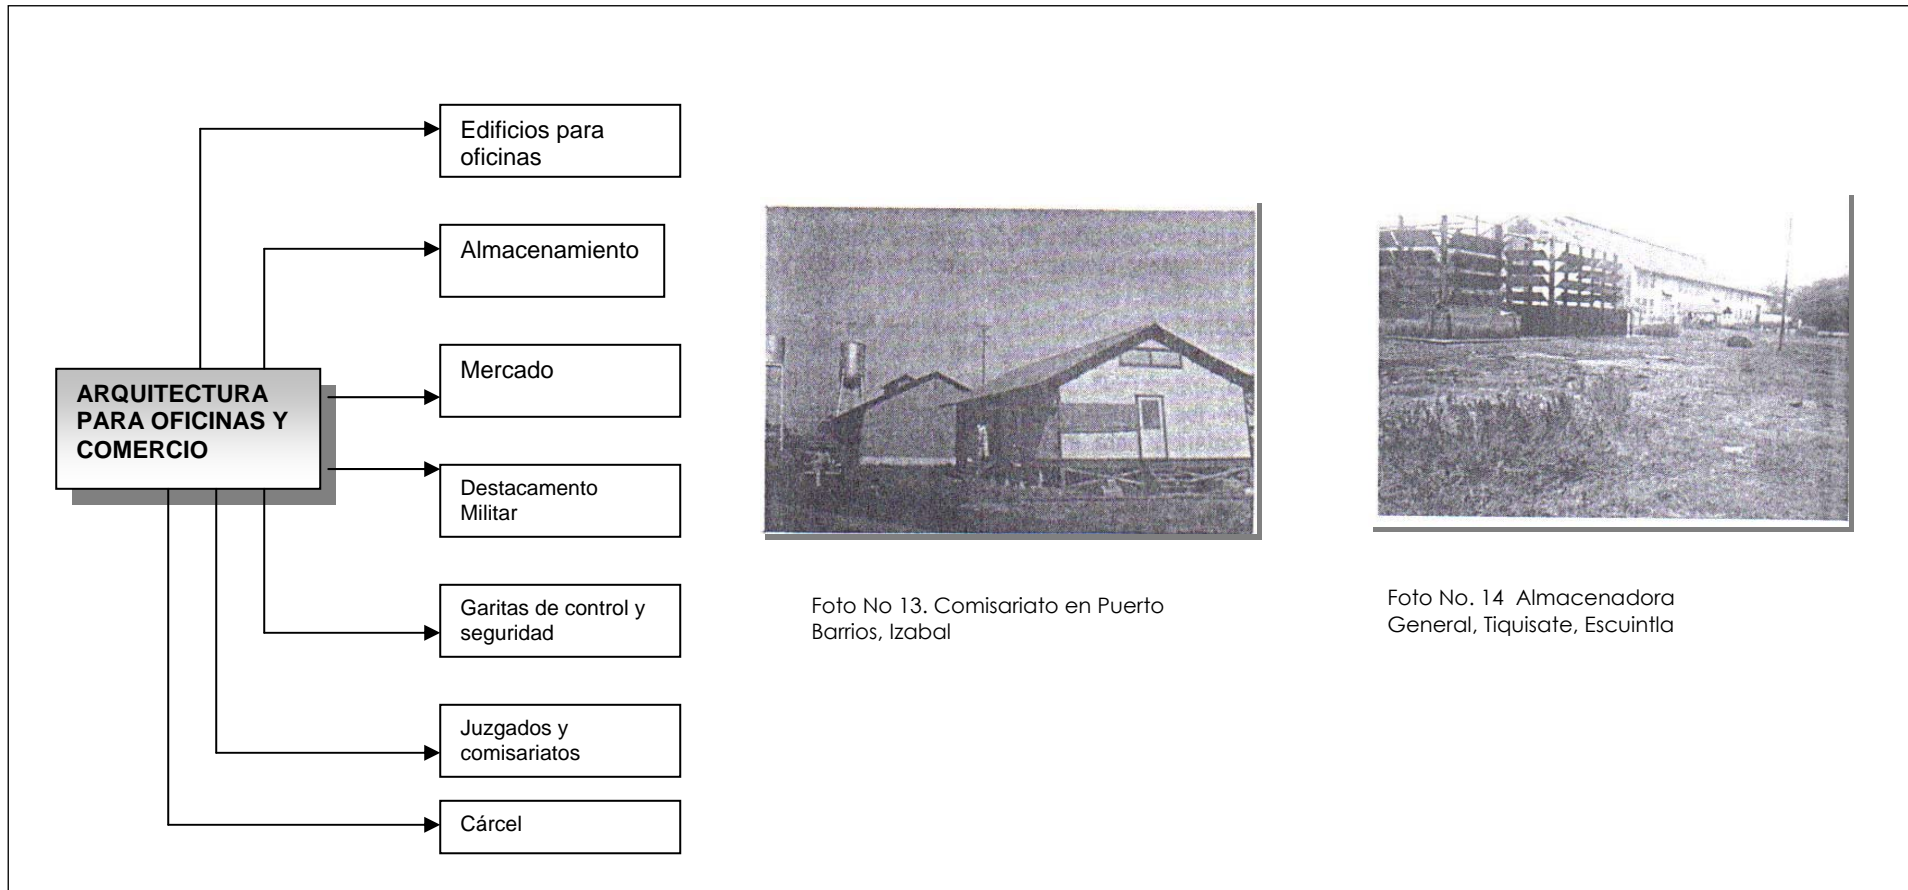 ARQUITECTURA
PARA OFICINAS Y
COMERCIO
Edificios para
oficinas
Almacenamiento
Mercado
Destacamento
Militar
Garitas de control y
seguridad
Juzgados y
comisariatos
Cárcel
Foto No 13. Comisariato en Puerto
Barrios, Izabal
Foto No. 14  Almacenadora
General, Tiquisate, Escuintla